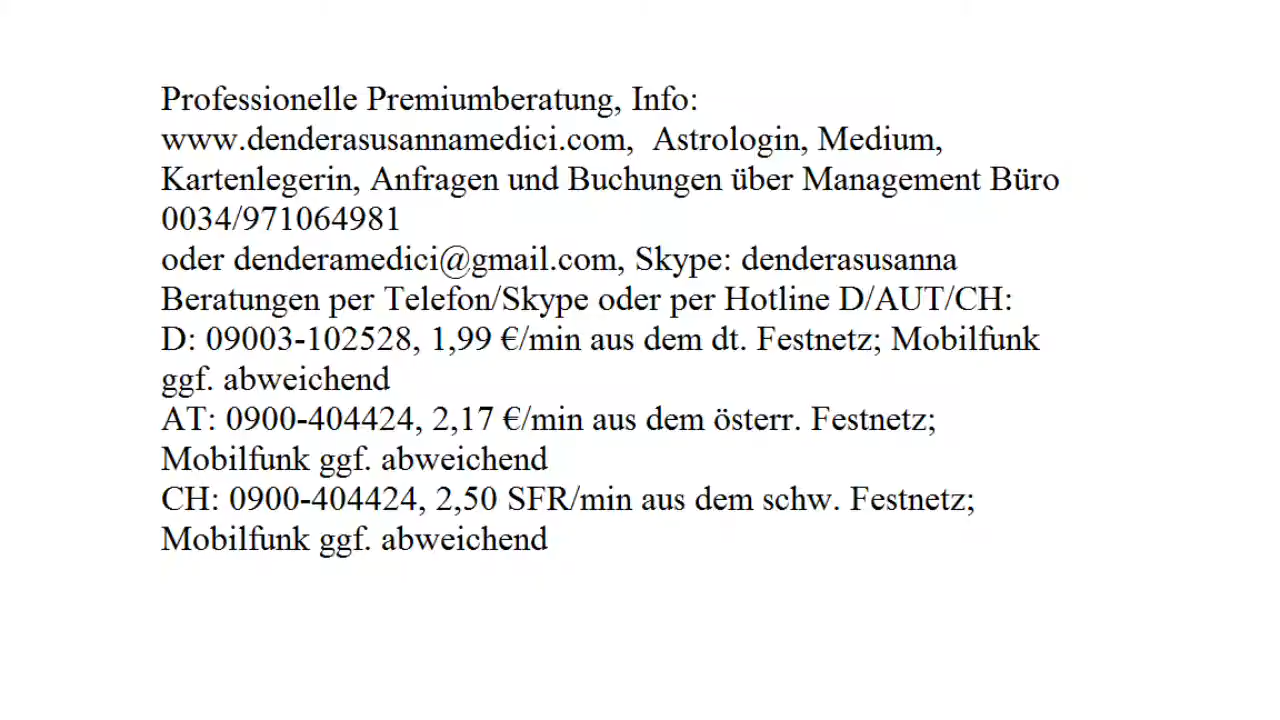 Professionelle Premiumberatung, Info:
www.denderasusannamedici.com,  Astrologin, Medium,
Kartenlegerin, Anfragen und Buchungen über Management Büro
0034/971064981
oder denderamedici@gmail.com, Skype: denderasusanna
Beratungen per Telefon/Skype oder per Hotline D/AUT/CH:
D: 09003-102528, 1,99 €/min aus dem dt. Festnetz; Mobilfunk
ggf. abweichend
AT: 0900-404424, 2,17 €/min aus dem österr. Festnetz;
Mobilfunk ggf. abweichend
CH: 0900-404424, 2,50 SFR/min aus dem schw. Festnetz;
Mobilfunk ggf. abweichend